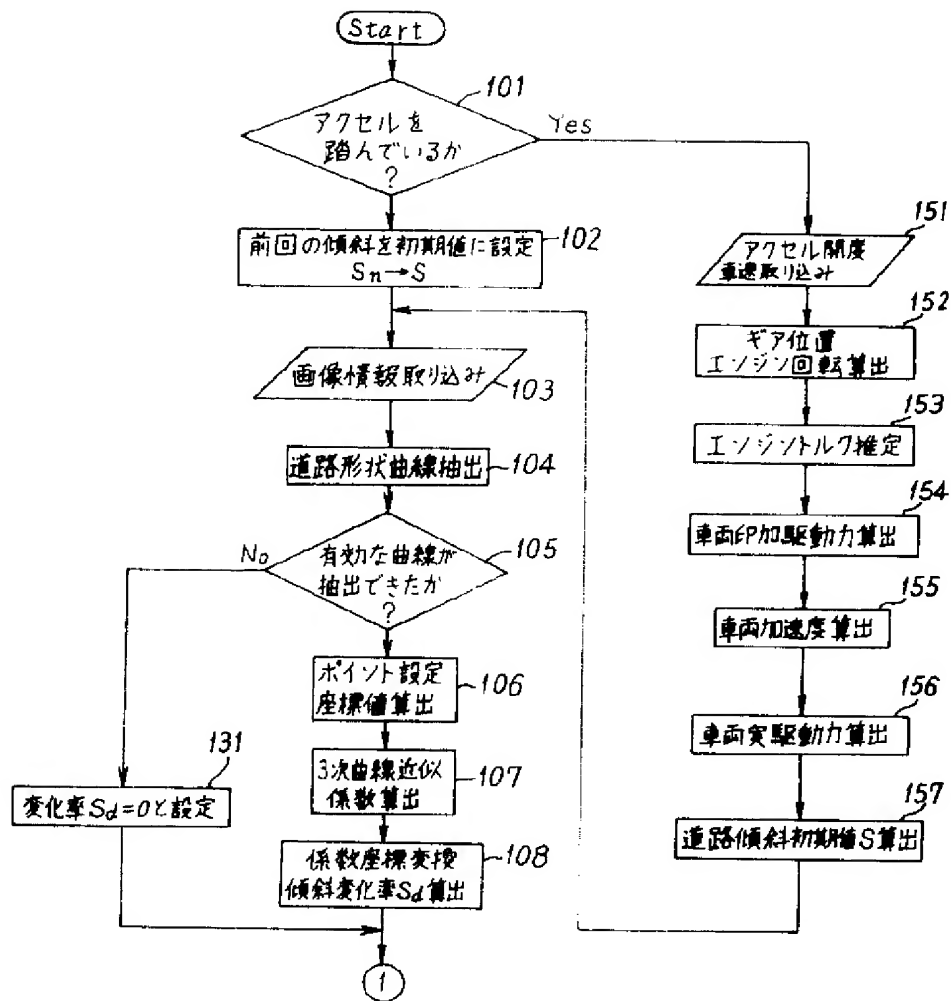 Start
101
アクセルを
踏んでいるか
?
Yes
前回の傾斜を初期値に設定
Sn→S
102
画像情報取り込み
103
道路形状曲線抽出
104
有効な曲線が
抽出できたか
?
105
No
ポイント設定
座標値算出
106
3次曲線近似
係数算出
107
131
変化率Sd=0と設定
係数座標変換
傾斜変化率Sd算出
108
1
151
アクセル開度
車速取り込み
152
ギア位置
エンジン回転算出
153
エンジントルク推定
154
車両印加駆動力算出
155
車両加速度算出
156
車両実駆動力算出
157
道路傾斜初期値S算出